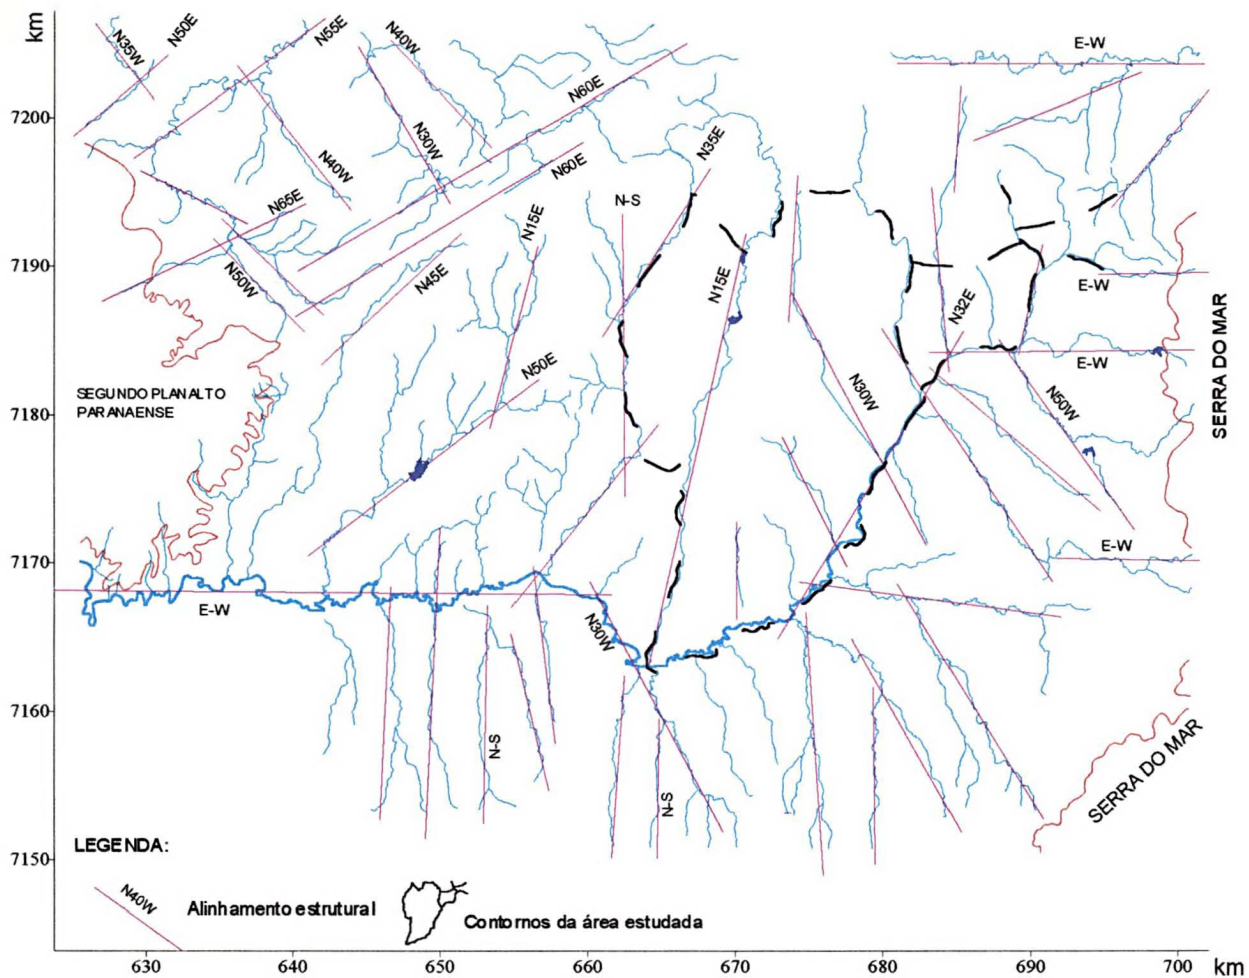 km
N35W
N50E
N55E
N40W
E-W
N60E
7200
N30W
N40W
N60E
N35E
N65E
N-S
N15E
7190
N50W
N45E
N15E
N32E
E-W
E-W
SERRA DO MAR
SEGUNDO PLANALTO
PARANAENSE
N50E
N30W
N50W
7180
7170
E-W
E-W
N30W
7160
N-S
N-S
SERRA DO MAR
7150
LEGENDA:
N40W
Alinhamento estrutural
Contornos da área estudada
630
640
650
660
670
680
690
700
km